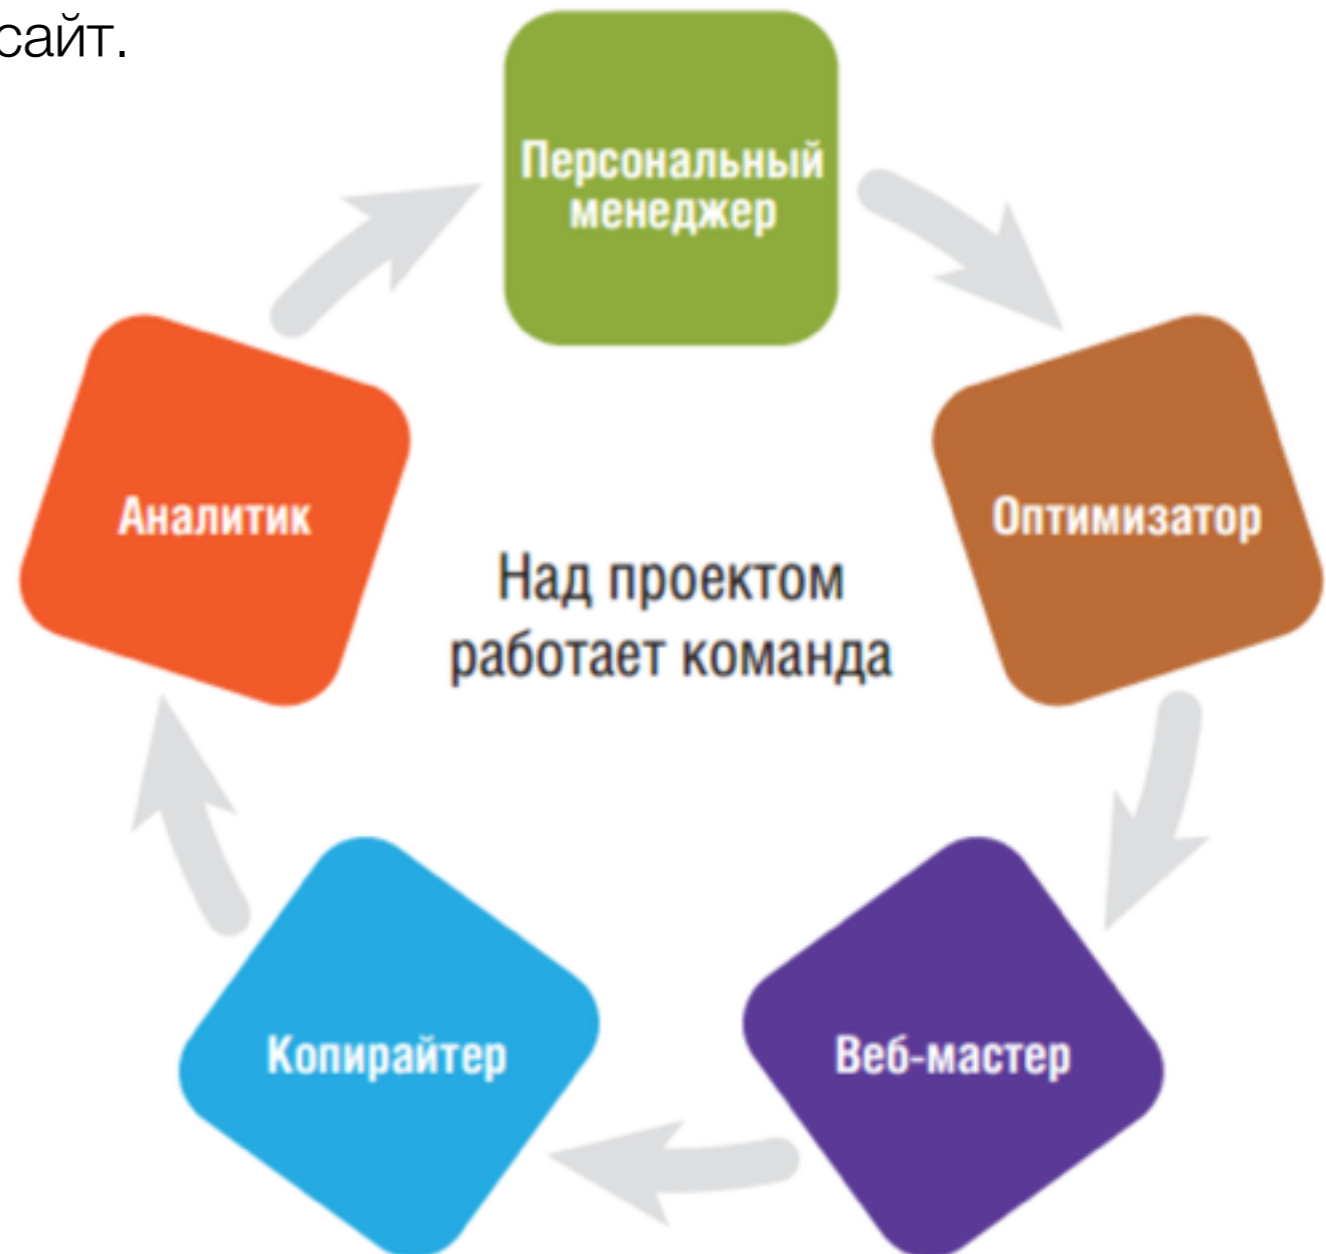 сайт.
Персональный
менеджер
Аналитик
Оптимизатор
Над проектом
работает команда
Копирайтер
Веб-мастер